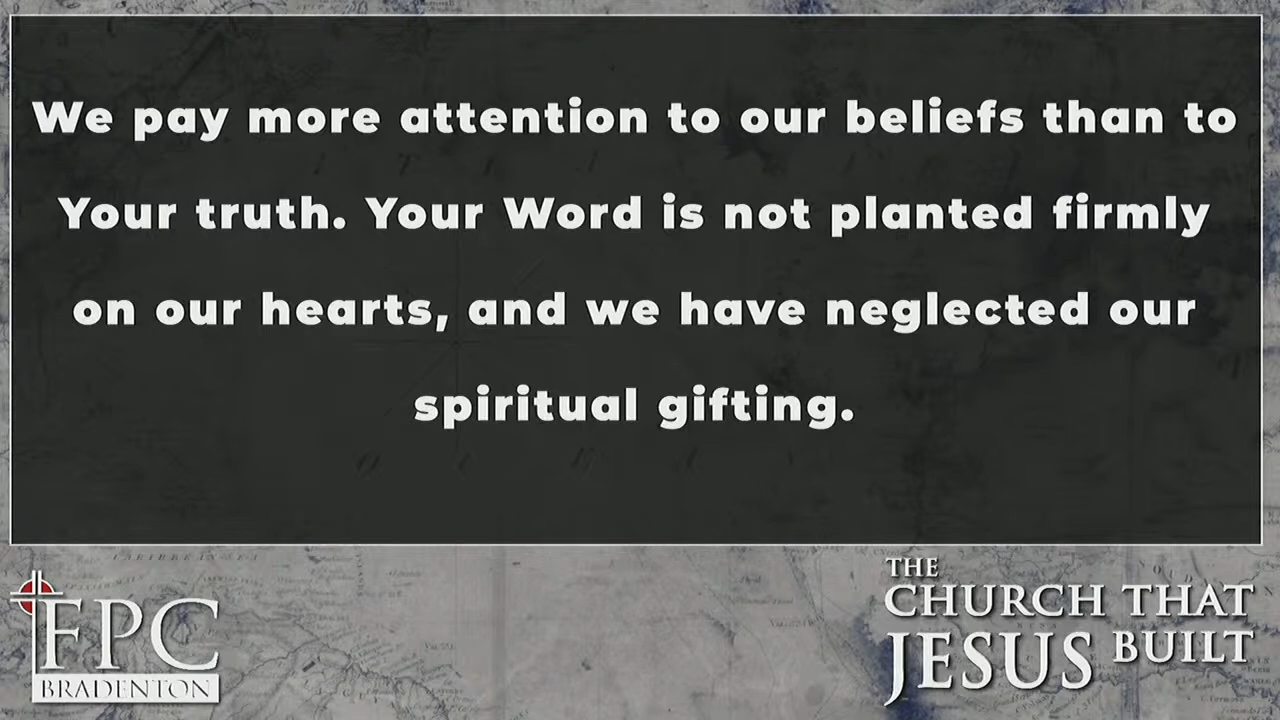 We pay more attention to our beliefs than to
Your truth. Your Word is not planted firmly
on our hearts, and we have neglected our
spiritual gifting.
FPC
BRADENTON
THE
CHURCH THAT
JESUS BUILT